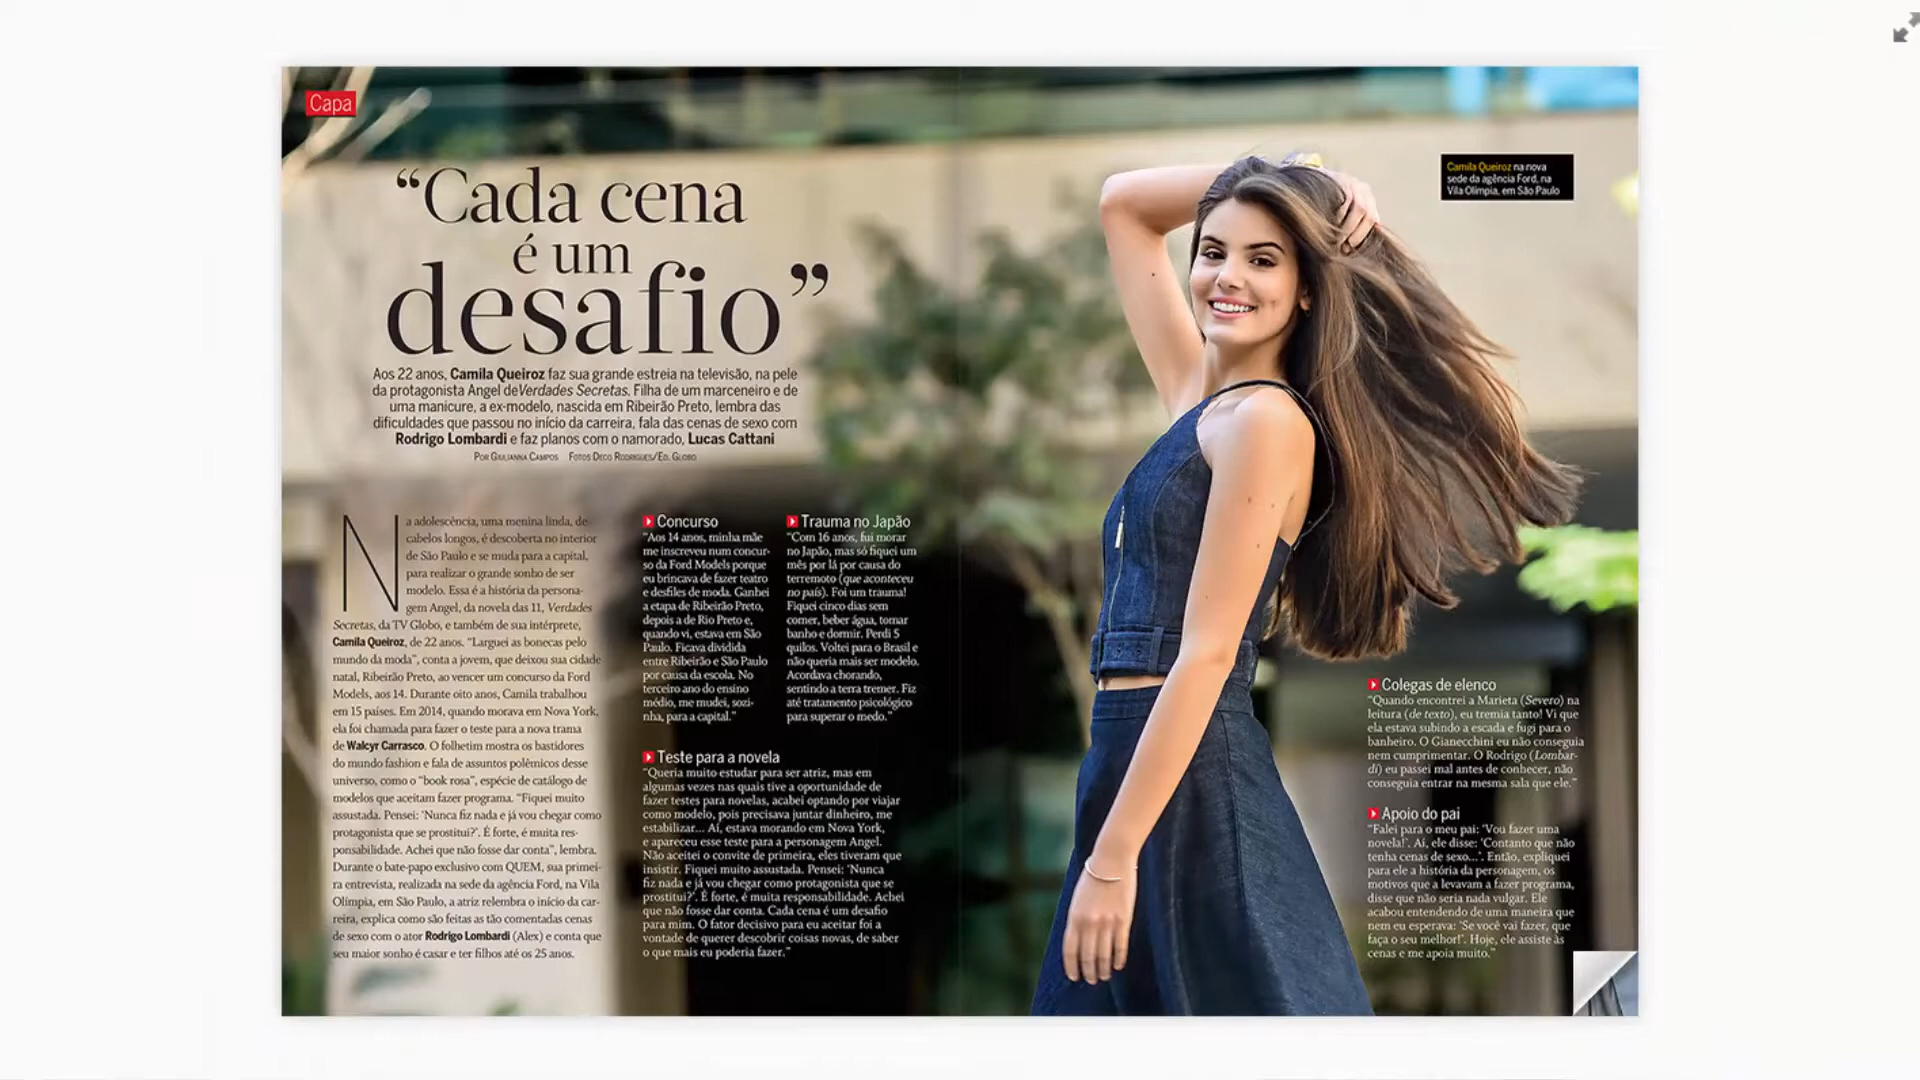 Capa
“Cada cena
é um
desafio”
Aos 22 anos, Camila Queiroz faz sua grande estreia na televisão, na pele
da protagonista Angel deVerdades Secretas. Filha de um marceneiro e de
uma manicure, a ex-modelo, nascida em Ribeirão Preto, lembra das
dificuldades que passou no início da carreira, fala das cenas de sexo com
Rodrigo Lombardi e faz planos com o namorado, Lucas Cattani
Por Giulianna Campos Fotos Deco Rodrigues/Ed. Globo
Na adolescência, uma menina linda, de
cabelos longos, é descoberta no interior
de São Paulo e se muda para a capital,
para realizar o grande sonho de ser
modelo. Essa é a história da persona-
gem Angel, da novela das 11, Verdades
Secretas, da TV Globo, e também de sua intérprete,
Camila Queiroz, de 22 anos. “Larguei as bonecas pelo
mundo da moda”, conta a jovem, que deixou sua cidade
natal, Ribeirão Preto, ao vencer um concurso da Ford
Models, aos 14. Durante oito anos, Camila trabalhou
em 15 países. Em 2014, quando morava em Nova York,
ela foi chamada para fazer o teste para a nova trama
de Walcyr Carrasco. O folhetim mostra os bastidores
do mundo fashion e fala de assuntos polêmicos desse
universo, como o “book rosa”, espécie de catálogo de
modelos que aceitam fazer programa. “Fiquei muito
assustada. Pensei: ‘Nunca fiz nada e já vou chegar como
protagonista que se prostitui?’. É forte, é muita res-
ponsabilidade. Achei que não fosse dar conta”, lembra.
Durante o bate-papo exclusivo com QUEM, sua primei-
ra entrevista, realizada na sede da agência Ford, na Vila
Olímpia, em São Paulo, a atriz relembra o início da car-
reira, explica como são feitas as tão comentadas cenas
de sexo com o ator Rodrigo Lombardi (Alex) e conta que
seu maior sonho é casar e ter filhos até os 25 anos.
Concurso
“Aos 14 anos, minha mãe
me inscreveu num concur-
so da Ford Models porque
eu brincava de fazer teatro
e desfiles de moda. Ganhei
a etapa de Ribeirão Preto,
depois a de Rio Preto e,
quando vi, estava em São
Paulo. Ficava dividida
entre Ribeirão e São Paulo
por causa da escola. No
terceiro ano do ensino
médio, me mudei, sozi-
nha, para a capital.”
Trauma no Japão
“Com 16 anos, fui morar
no Japão, mas só fiquei um
mês por lá por causa do
terremoto (que aconteceu
no país). Foi um trauma!
Fiquei cinco dias sem
comer, beber água, tomar
banho e dormir. Perdi 5
quilos. Voltei para o Brasil e
não queria mais ser modelo.
Acordava chorando,
sentindo a terra tremer. Fiz
até tratamento psicológico
para superar o medo.”
Teste para a novela
“Queria muito estudar para ser atriz, mas em
algumas vezes nas quais tive a oportunidade de
fazer testes para novelas, acabei optando por viajar
como modelo, pois precisava juntar dinheiro, me
estabilizar... Aí, estava morando em Nova York,
e apareceu esse teste para a personagem Angel.
Não aceitei o convite de primeira, eles tiveram que
insistir. Fiquei muito assustada. Pensei: ‘Nunca
fiz nada e já vou chegar como protagonista que se
prostitui?’. É forte, é muita responsabilidade. Achei
que não fosse dar conta. Cada cena é um desafio
para mim. O fator decisivo para eu aceitar foi a
vontade de querer descobrir coisas novas, de saber
o que mais eu poderia fazer.”
Camila Queiroz na nova
sede da agência Ford, na
Vila Olímpia, em São Paulo
Colegas de elenco
“Quando encontrei a Marieta (Severo) na
leitura (de texto), eu tremia tanto! Vi que
ela estava subindo a escada e fugi para o
banheiro. O Gianecchini eu não conseguia
nem cumprimentar. O Rodrigo (Lombar-
di) eu passei mal antes de conhecer, não
conseguia entrar na mesma sala que ele.”
Apoio do pai
“Falei para o meu pai: ‘Vou fazer uma
novela!’. Aí, ele disse: ‘Contanto que não
tenha cenas de sexo...’. Então, expliquei
para ele a história da personagem, os
motivos que a levavam a fazer programa,
disse que não seria nada vulgar. Ele
acabou entendendo de uma maneira que
nem eu esperava: ‘Se você vai fazer, que
faça o seu melhor!’. Hoje, ele assiste às
cenas e me apoia muito.”